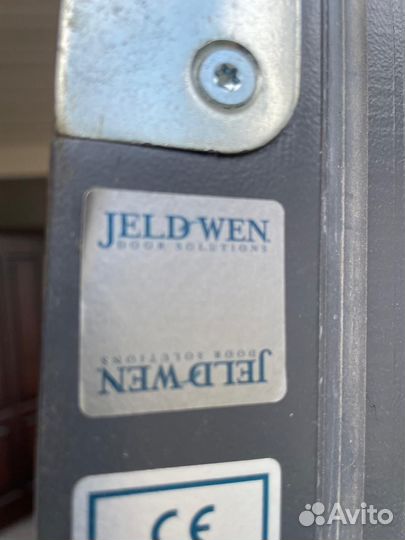 JELD-WEN
DOOR SOLUTIONS
DOOR SOLUTIONS
JELD-WEN
CE
Avito